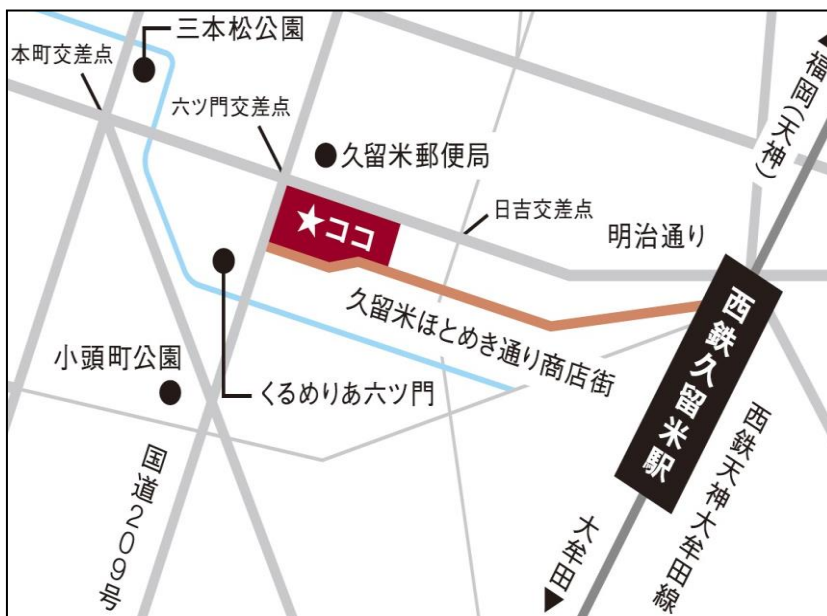 三本松公園
本町交差点
六ツ門交差点
福岡（天神）
久留米郵便局
日吉交差点
明治通り
★ココ
久留米ほとめき通り商店街
西鉄久留米駅
小頭町公園
くるめりあ六ツ門
国道209号
西鉄天神大牟田線
大牟田